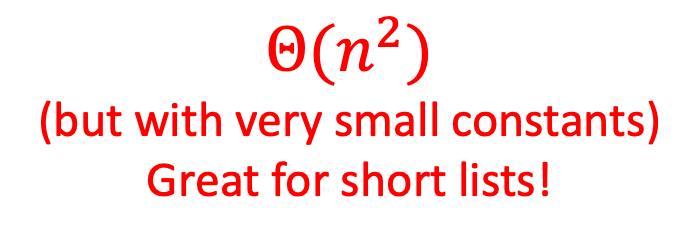 Θ(n²)
(but with very small constants)
Great for short lists!